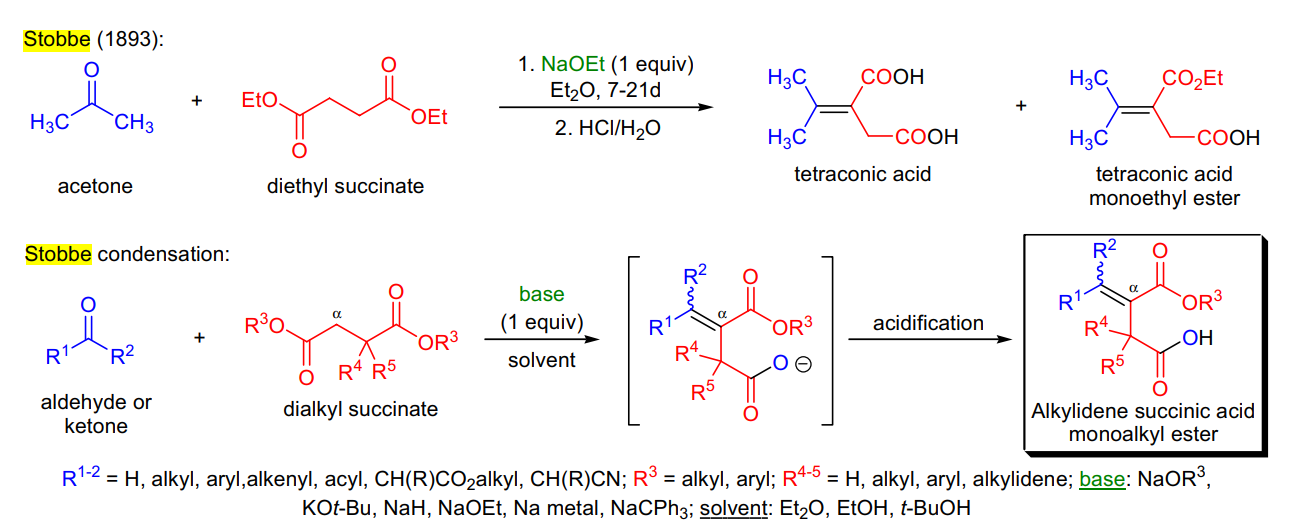 Stobbe (1893):
O
H3C CH3
acetone
+
EtO
O
O
OEt
diethyl succinate
1. NaOEt (1 equiv)
Et2O, 7-21d
2. HCl/H2O
H3C COOH
H3C COOH
tetraconic acid
+
H3C CO2Et
H3C COOH
tetraconic acid
monoethyl ester
Stobbe condensation:
O
R1 R2
aldehyde or
ketone
+
R3O
O
α
O
OR3
R4 R5
dialkyl succinate
base
(1 equiv)
solvent
R2 O
R1 α OR3
R4 O ⊖
R5
O
acidification
R2 O
R1 α OR3
R4 OH
R5
O
Alkylidene succinic acid
monoalkyl ester
R1-2 = H, alkyl, aryl,alkenyl, acyl, CH(R)CO2alkyl, CH(R)CN; R3 = alkyl, aryl; R4-5 = H, alkyl, aryl, alkylidene; base: NaOR3,
KOt-Bu, NaH, NaOEt, Na metal, NaCPh3; solvent: Et2O, EtOH, t-BuOH